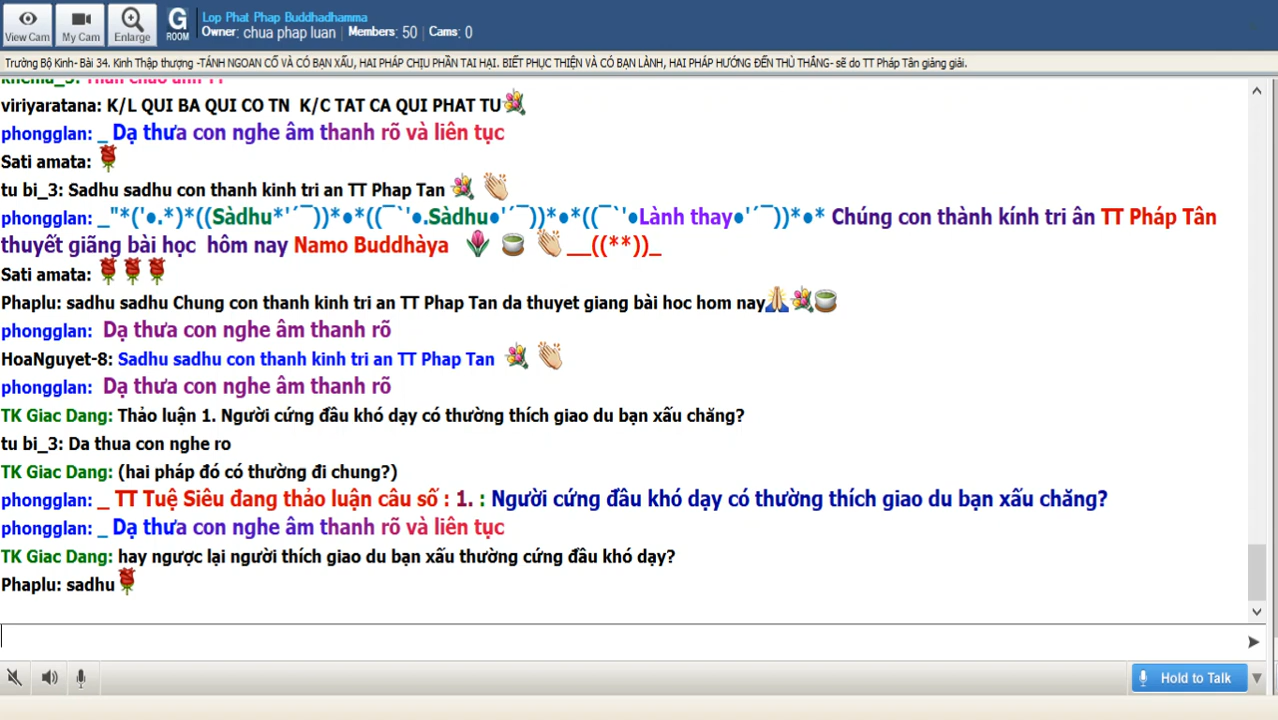 View Cam
My Cam
Enlarge
G
ROOM
Lop Phat Phap Buddhadhamma
Owner: chua phap luan | Members: 50 | Cams: 0
Trường Bộ Kinh- Bài 34. Kinh Thập thượng -TÁNH NGOAN CỐ VÀ CÓ BẠN XẤU, HAI PHÁP CHỊU PHẦN TAI HẠI. BIẾT PHỤC THIỆN VÀ CÓ BẠN LÀNH, HAI PHÁP HƯỚNG ĐẾN THÙ THẮNG- sẽ do TT Pháp Tân giảng giải.
viriyaratana: K/L QUI BA QUI CO TN K/C TAT CA QUI PHAT TU
phongglan: _ Dạ thưa con nghe âm thanh rõ và liên tục
Sati amata:
tu bi_3: Sadhu sadhu con thanh kinh tri an TT Phap Tan
phongglan: _"*('●.*)*((Sàdhu*'´¯))*●*((¯`'●.Sàdhu●'´¯))*●*((¯`'●Lành thay●'´¯))*●* Chúng con thành kính tri ân TT Pháp Tân
thuyết giãng bài học hôm nay Namo Buddhàya __((**))_
Sati amata:
Phaplu: sadhu sadhu Chung con thanh kinh tri an TT Phap Tan da thuyet giang bài hoc hom nay
phongglan: Dạ thưa con nghe âm thanh rõ
HoaNguyet-8: Sadhu sadhu con thanh kinh tri an TT Phap Tan
phongglan: Dạ thưa con nghe âm thanh rõ
TK Giac Dang: Thảo luận 1. Người cứng đầu khó dạy có thường thích giao du bạn xấu chăng?
tu bi_3: Da thua con nghe ro
TK Giac Dang: (hai pháp đó có thường đi chung?)
phongglan: _ TT Tuệ Siêu đang thảo luận câu số : 1. : Người cứng đầu khó dạy có thường thích giao du bạn xấu chăng?
phongglan: _ Dạ thưa con nghe âm thanh rõ và liên tục
TK Giac Dang: hay ngược lại người thích giao du bạn xấu thường cứng đầu khó dạy?
Phaplu: sadhu
Hold to Talk